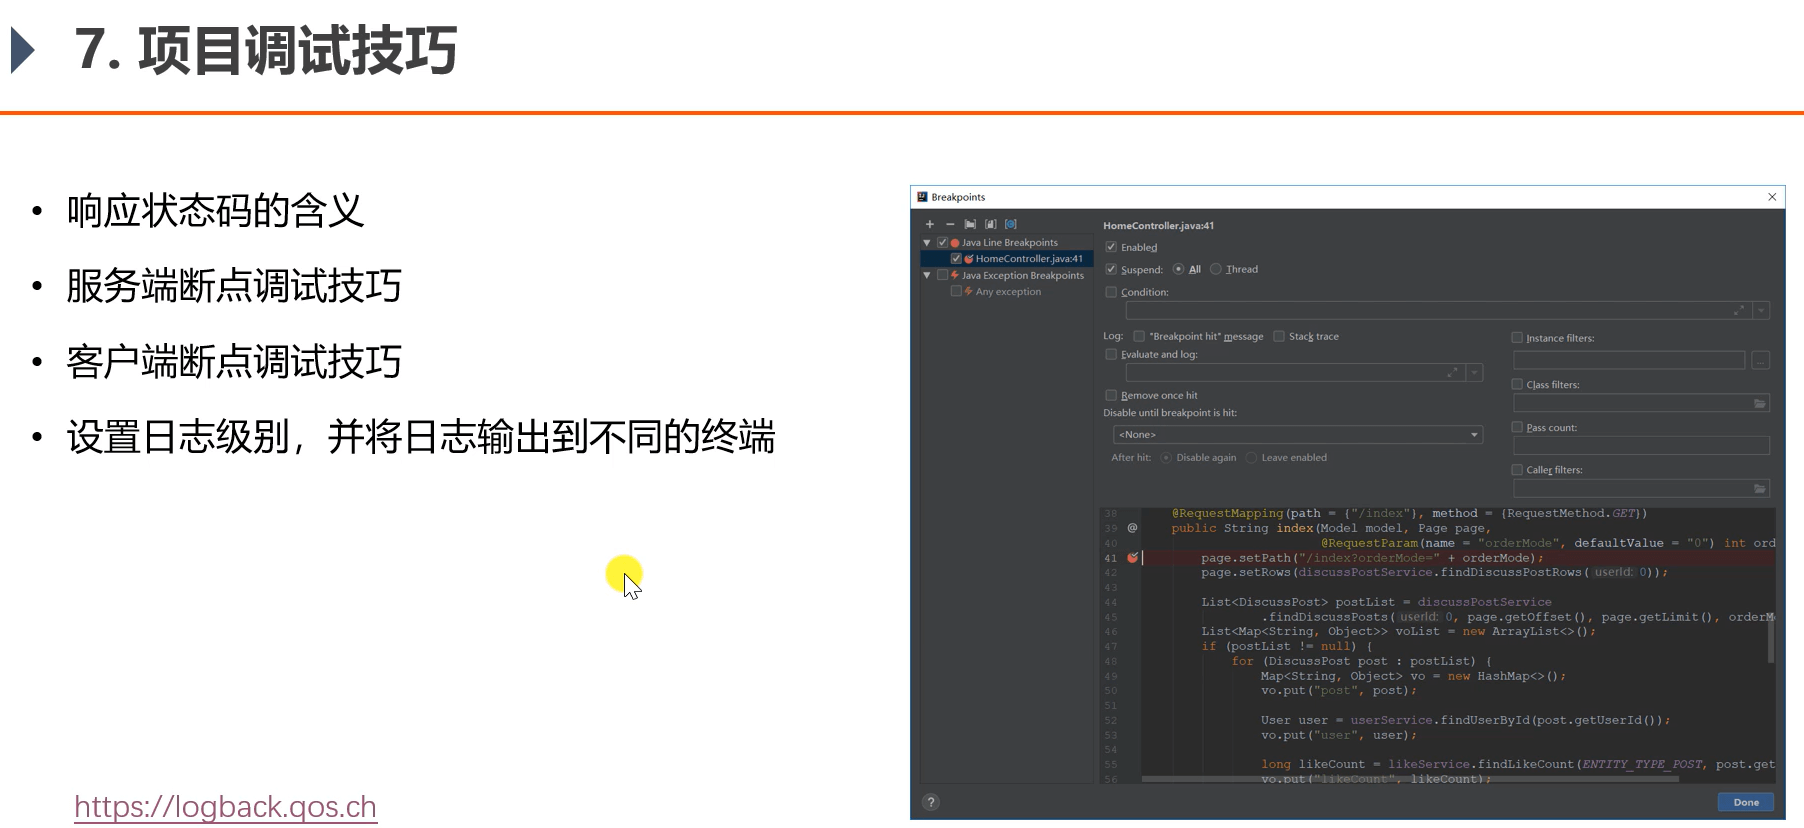 7. 项目调试技巧
• 响应状态码的含义
• 服务端断点调试技巧
• 客户端断点调试技巧
• 设置日志级别，并将日志输出到不同的终端
https://logback.qos.ch
Breakpoints
Java Line Breakpoints
HomeController.java:41
Java Exception Breakpoints
Any exception
HomeController.java:41
Enabled
Suspend: All Thread
Condition:
Log: "Breakpoint hit" message Stack trace
Evaluate and log:
Remove once hit
Disable until breakpoint is hit:
<None>
After hit: Disable again Leave enabled
Instance filters:
...
Class filters:
Pass count:
Caller filters:
38 @RequestMapping(path = {"/index"}, method = {RequestMethod.GET})
39 @ public String index(Model model, Page page,
40 @RequestParam(name = "orderMode", defaultValue = "0") int ord
41 page.setPath("/index?orderMode=" + orderMode);
42 page.setRows(discussPostService.findDiscussPostRows( userId: 0));
43
44 List<DiscussPost> postList = discussPostService
45 .findDiscussPosts( userId: 0, page.getOffset(), page.getLimit(), orderM
46 List<Map<String, Object>> voList = new ArrayList<>();
47 if (postList != null) {
48 for (DiscussPost post : postList) {
49 Map<String, Object> vo = new HashMap<>();
50 vo.put("post", post);
51
52 User user = userService.findUserById(post.getUserId());
53 vo.put("user", user);
54
55 long likeCount = likeService.findLikeCount(ENTITY_TYPE_POST, post.get
56 vo.put("likeCount", likeCount);
?
Done